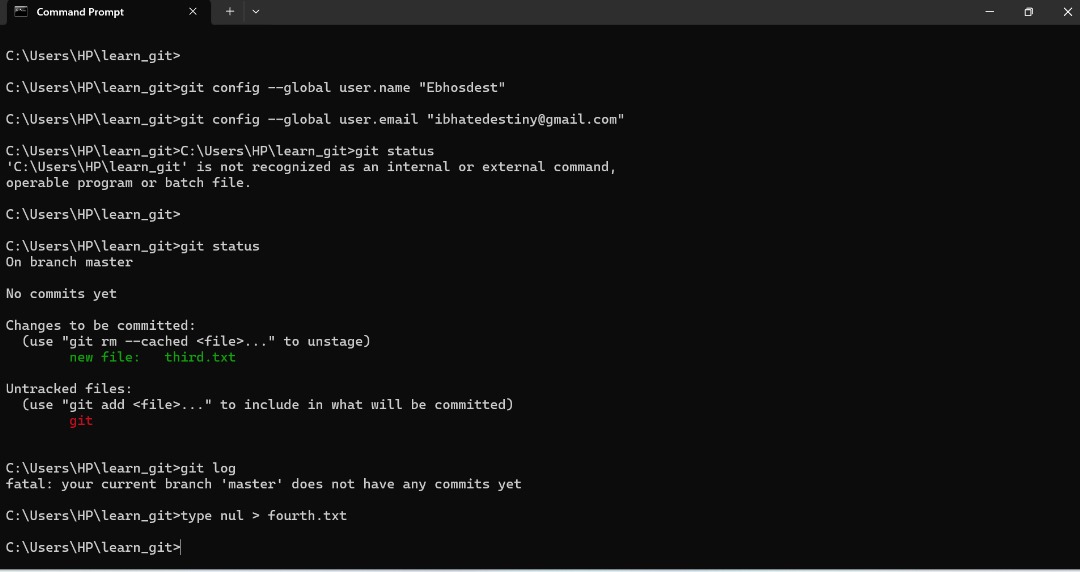 Command Prompt
C:\Users\HP\learn_git>
C:\Users\HP\learn_git>git config --global user.name "Ebhosdest"
C:\Users\HP\learn_git>git config --global user.email "ibhatedestiny@gmail.com"
C:\Users\HP\learn_git>C:\Users\HP\learn_git>git status
'C:\Users\HP\learn_git' is not recognized as an internal or external command,
operable program or batch file.
C:\Users\HP\learn_git>
C:\Users\HP\learn_git>git status
On branch master
No commits yet
Changes to be committed:
  (use "git rm --cached <file>..." to unstage)
        new file:   third.txt
Untracked files:
  (use "git add <file>..." to include in what will be committed)
        git
C:\Users\HP\learn_git>git log
fatal: your current branch 'master' does not have any commits yet
C:\Users\HP\learn_git>type nul > fourth.txt
C:\Users\HP\learn_git>